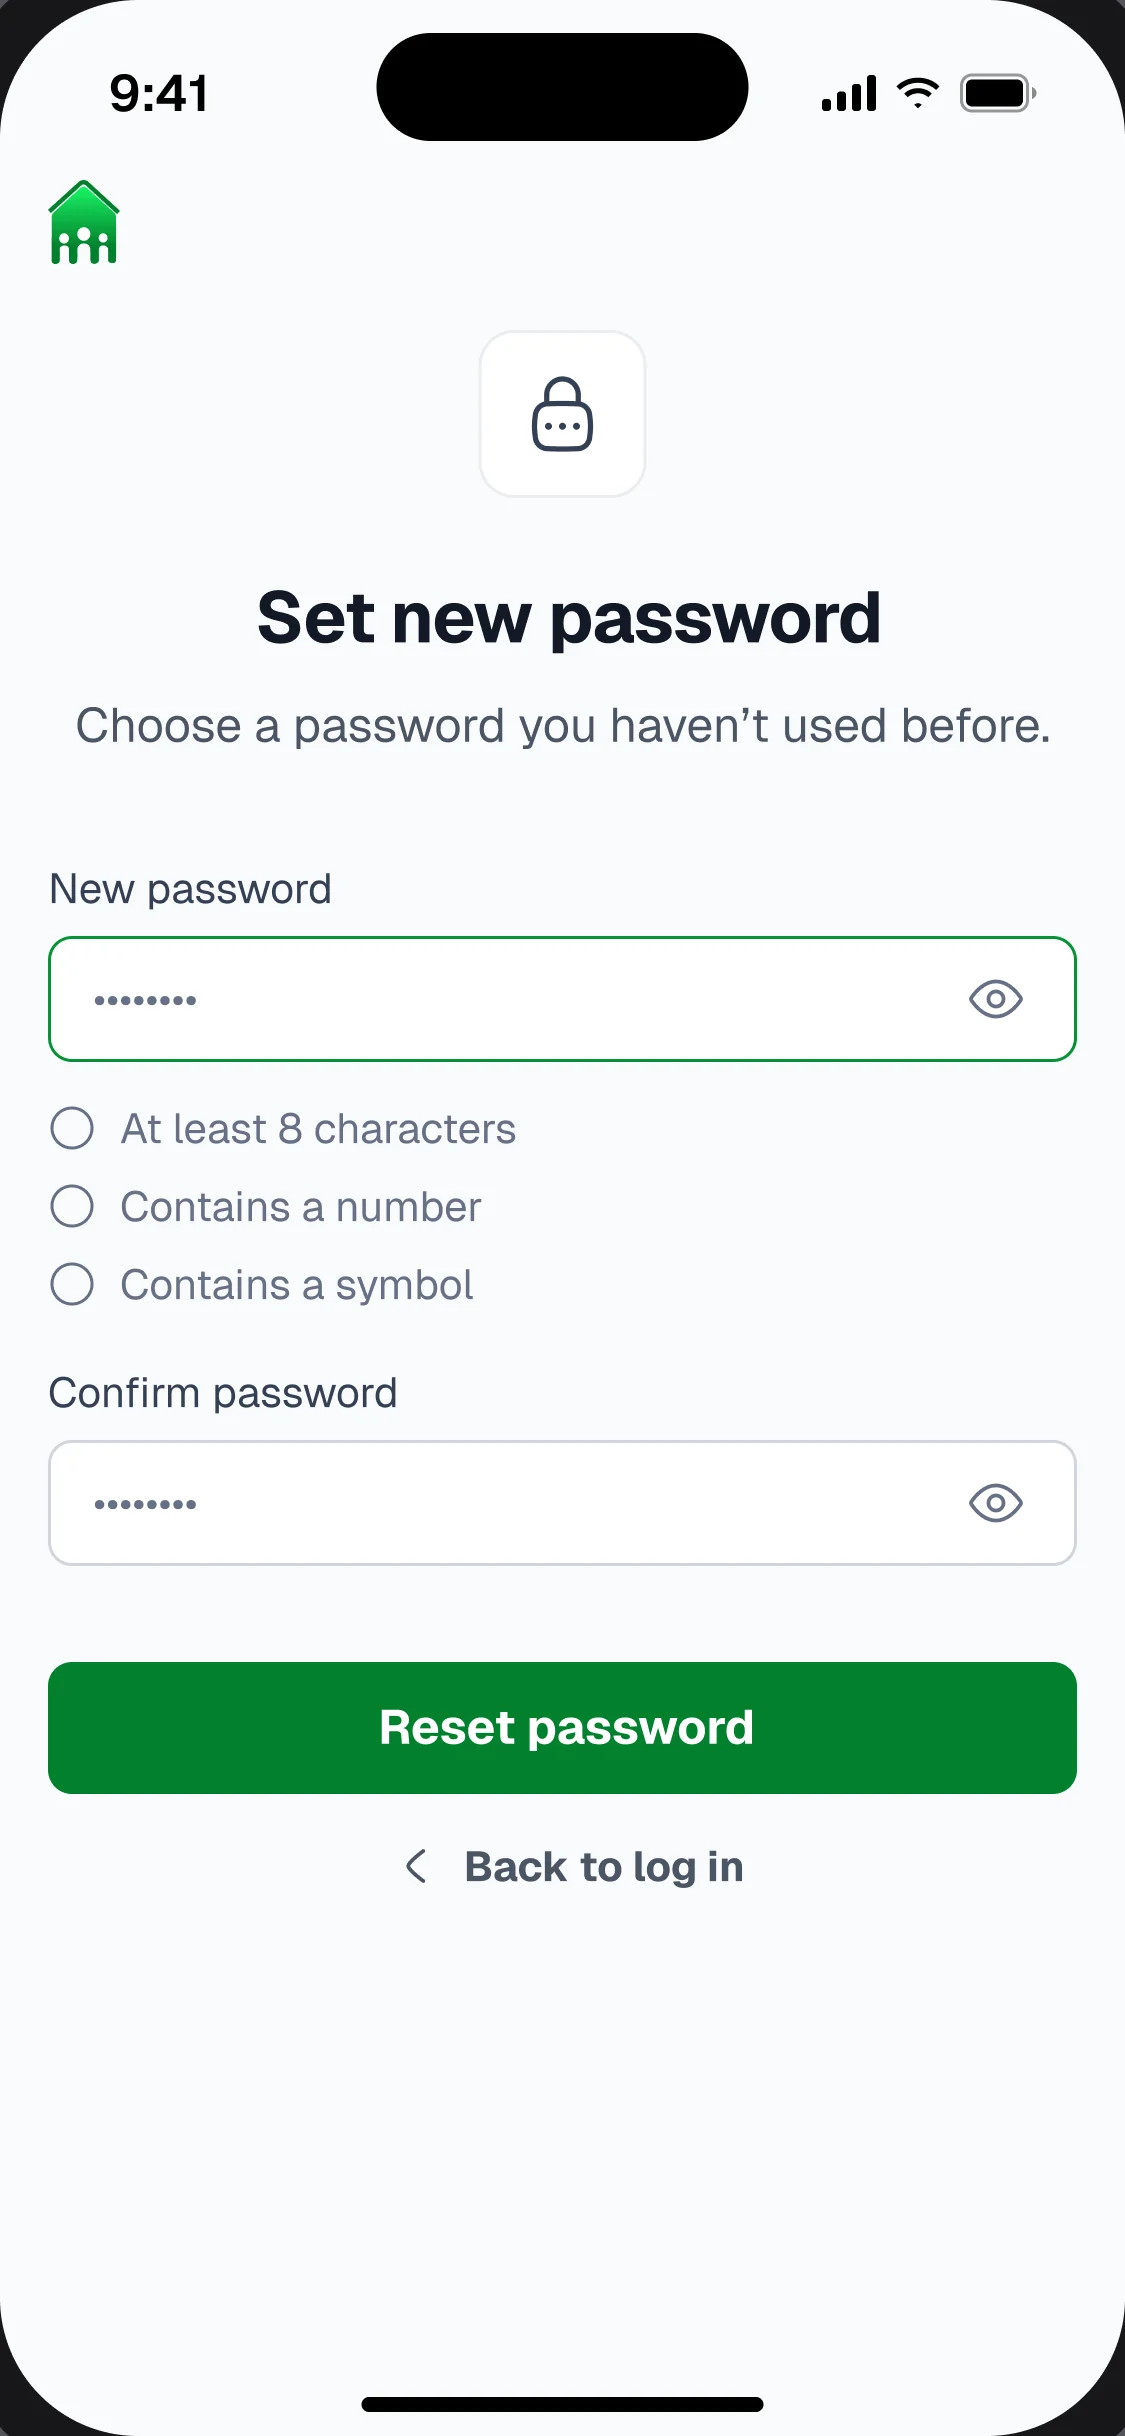 9:41
Set new password
Choose a password you haven’t used before.
New password
••••••••
At least 8 characters
Contains a number
Contains a symbol
Confirm password
••••••••
Reset password
Back to log in